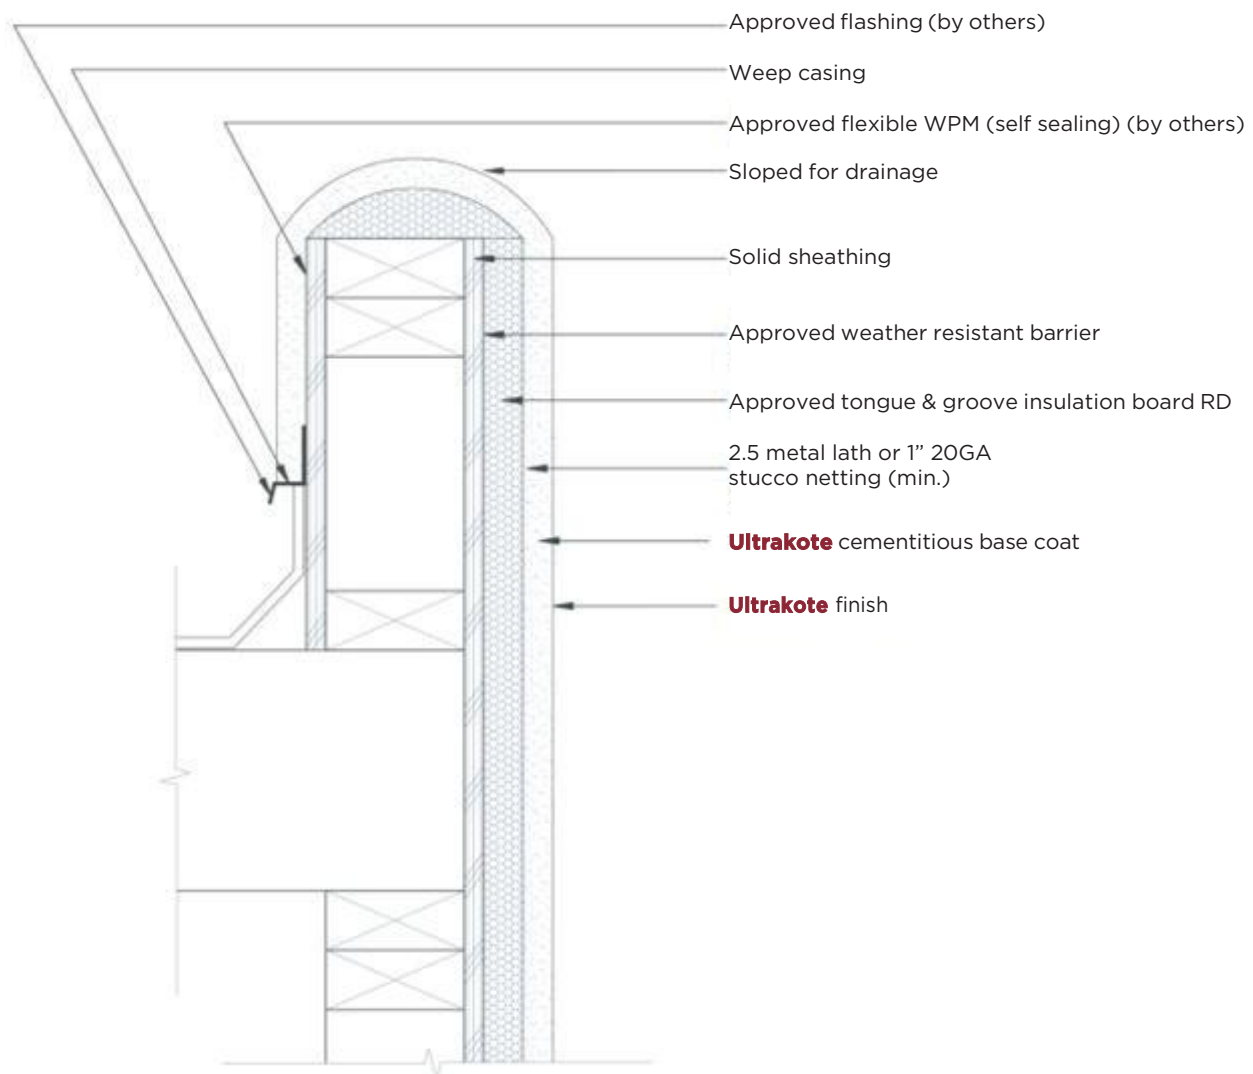 Approved flashing (by others)
Weep casing
Approved flexible WPM (self sealing) (by others)
Sloped for drainage
Solid sheathing
Approved weather resistant barrier
Approved tongue & groove insulation board RD
2.5 metal lath or 1” 20GA
stucco netting (min.)
Ultrakote cementitious base coat
Ultrakote finish